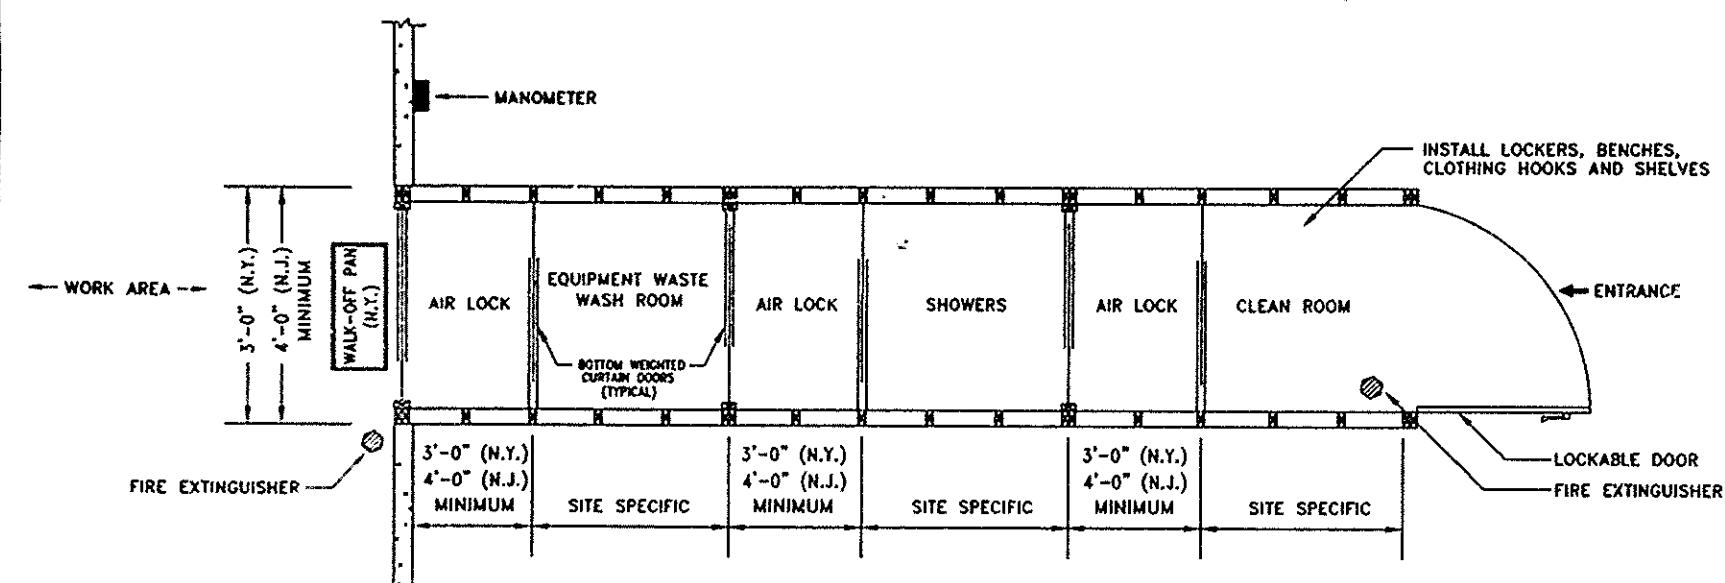 MANOMETER
INSTALL LOCKERS, BENCHES,
CLOTHING HOOKS AND SHELVES
WORK AREA
3'-0" (N.Y.)
4'-0" (N.J.)
MINIMUM
WALK-OFF PAN
(N.Y.)
AIR LOCK
EQUIPMENT WASTE
WASH ROOM
AIR LOCK
SHOWERS
AIR LOCK
CLEAN ROOM
ENTRANCE
BOTTOM WEIGHTED
CURTAIN DOORS
(TYPICAL)
FIRE EXTINGUISHER
3'-0" (N.Y.)
4'-0" (N.J.)
MINIMUM
SITE SPECIFIC
3'-0" (N.Y.)
4'-0" (N.J.)
MINIMUM
SITE SPECIFIC
3'-0" (N.Y.)
4'-0" (N.J.)
MINIMUM
SITE SPECIFIC
LOCKABLE DOOR
FIRE EXTINGUISHER